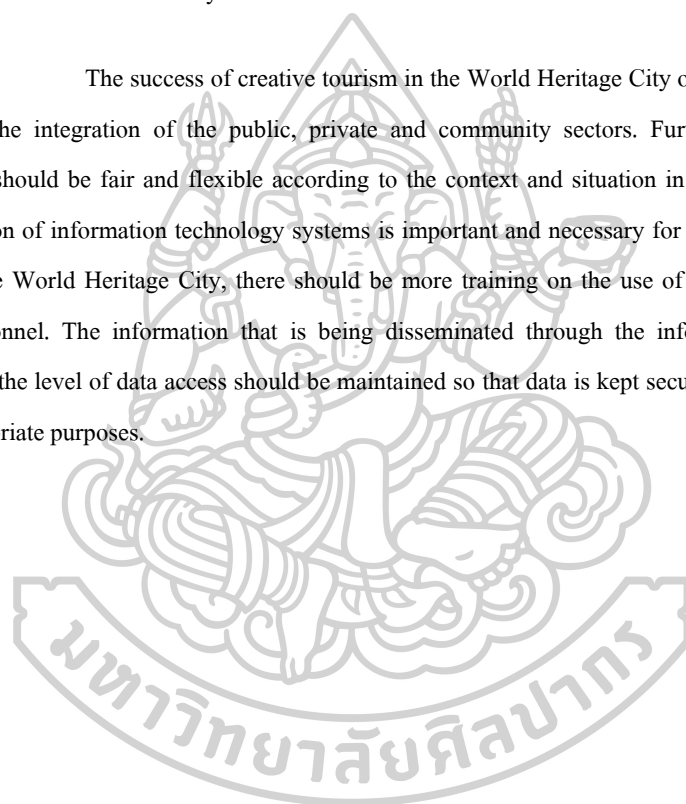 The success of creative tourism in the World Heritage City o
he integration of the public, private and community sectors. Fur
should be fair and flexible according to the context and situation in
on of information technology systems is important and necessary for
e World Heritage City, there should be more training on the use of
onnel. The information that is being disseminated through the info
the level of data access should be maintained so that data is kept secu
riate purposes.
มหาวิทยาลัยศิลปากร